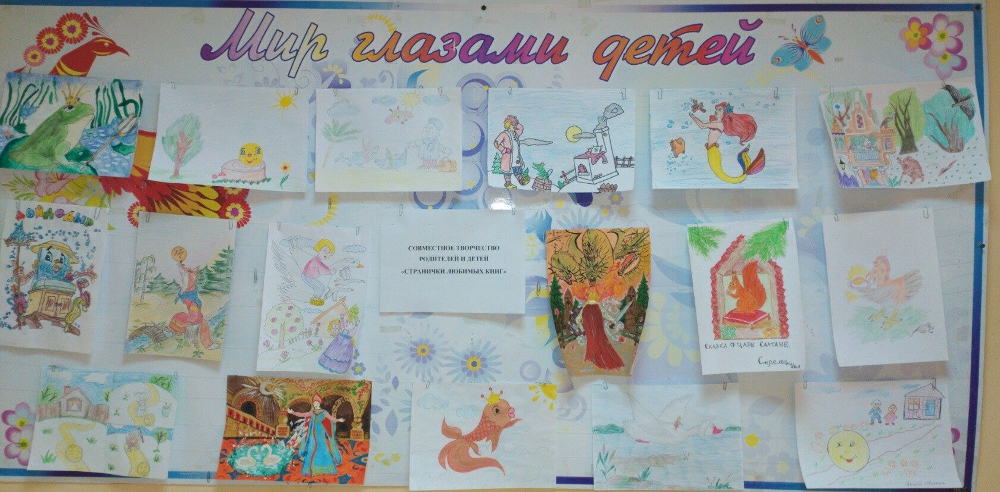 Мир глазами детей
МОЙДОДЫР
СОВМЕСТНОЕ ТВОРЧЕСТВО
РОДИТЕЛЕЙ И ДЕТЕЙ
«СТРАНИЧКИ ЛЮБИМЫХ КНИГ»
СКАЗКА О ЦАРЕ САЛТАНЕ